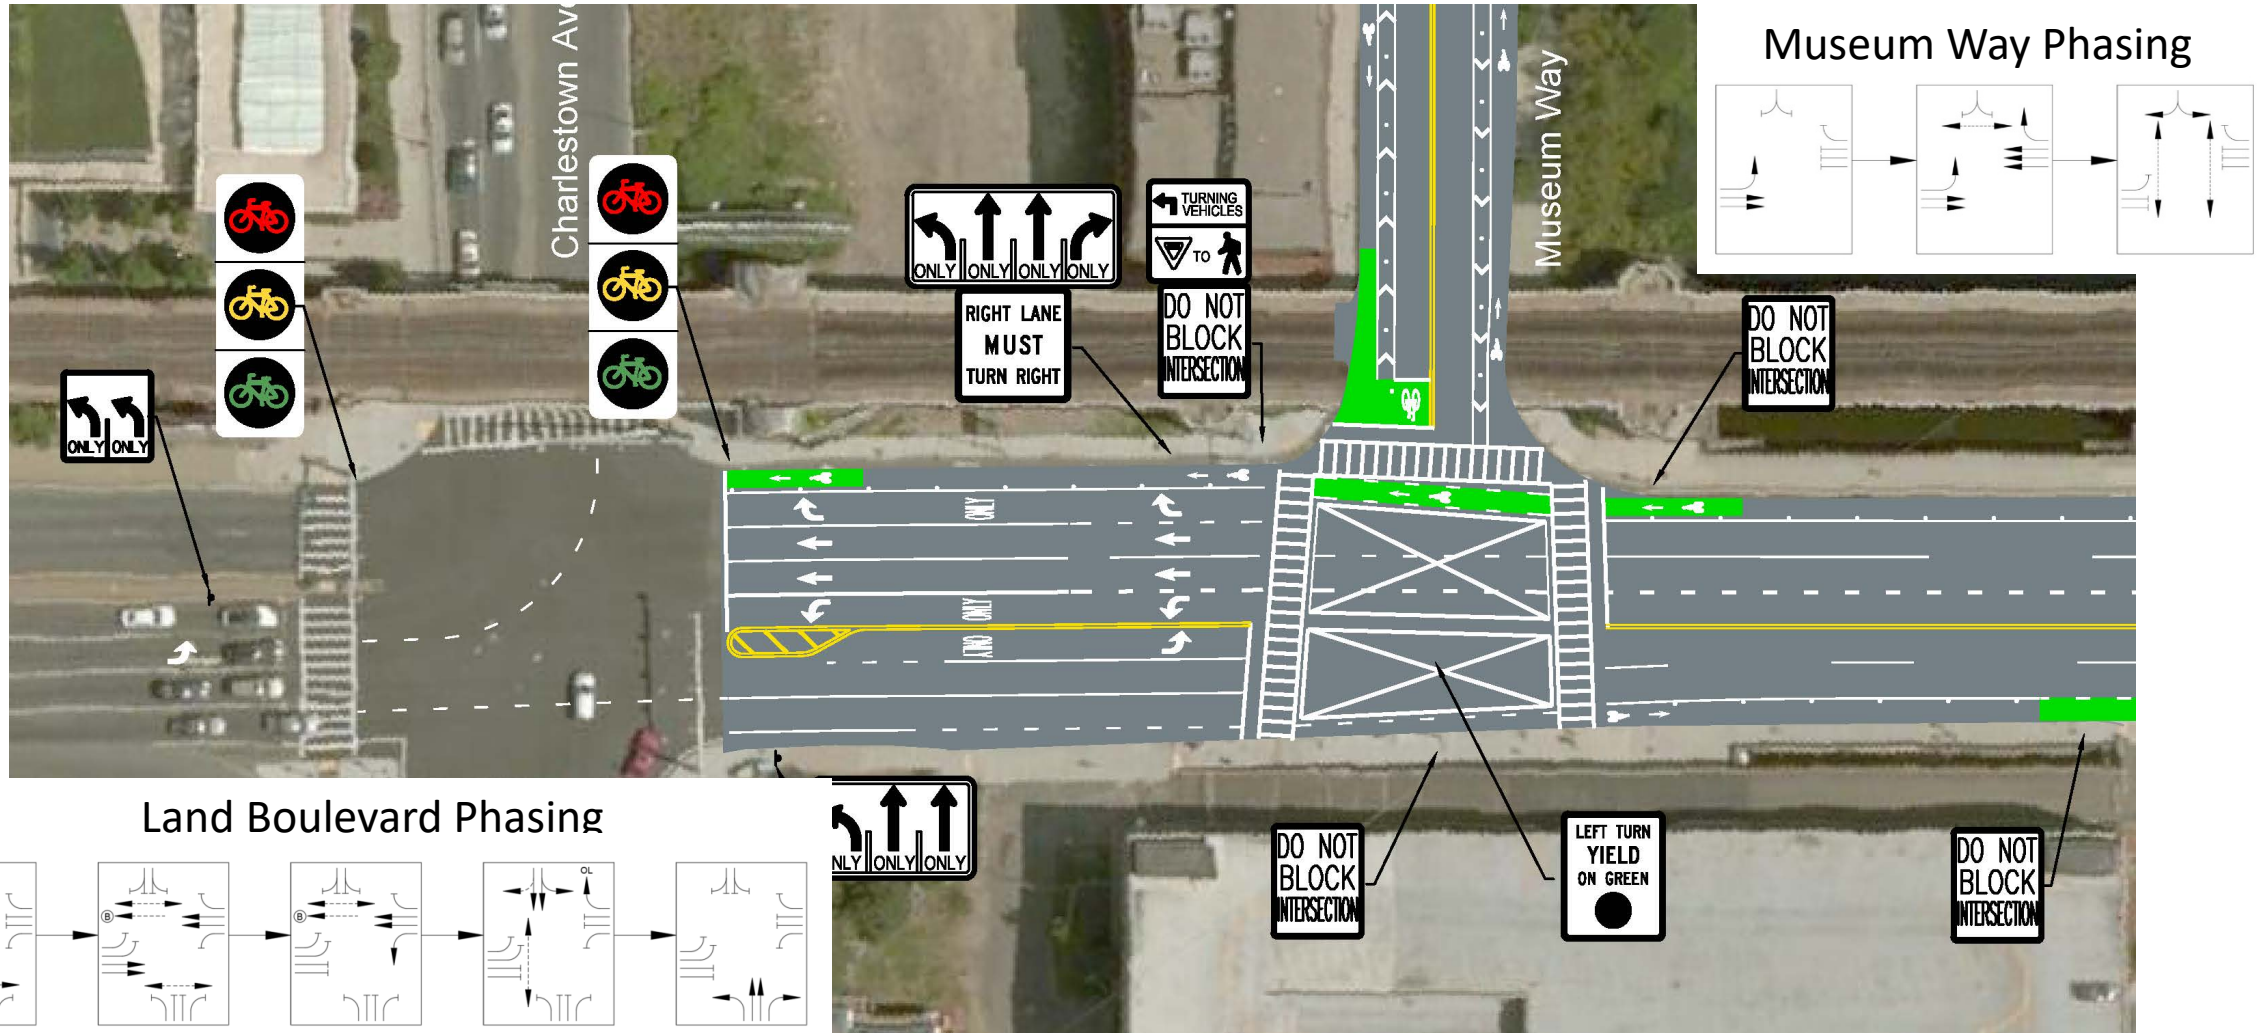 Charlestown Ave
Museum Way
Museum Way Phasing
ONLY ONLY ONLY ONLY
RIGHT LANE
MUST
TURN RIGHT
TURNING
VEHICLES
TO
DO NOT
BLOCK
INTERSECTION
DO NOT
BLOCK
INTERSECTION
ONLY ONLY
ONLY
ONLY
ONLY
Land Boulevard Phasing
NLY ONLY ONLY
B
B
OL
DO NOT
BLOCK
INTERSECTION
LEFT TURN
YIELD
ON GREEN
DO NOT
BLOCK
INTERSECTION